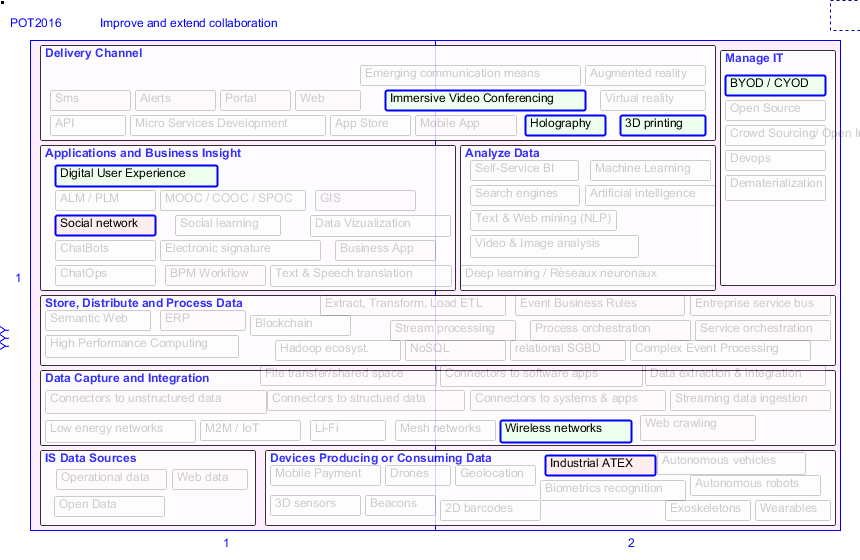 POT2016 Improve and extend collaboration
Delivery Channel
Manage IT
Emerging communication means Augmented reality
BYOD / CYOD
Sms Alerts Portal Web Immersive Video Conferencing Virtual reality
Open Source
API Micro Services Development App Store Mobile App Holography 3D printing
Crowd Sourcing/ Open In
Devops
Dematerialization
Applications and Business Insight
Digital User Experience
ALM / PLM MOOC / COOC / SPOC GIS
Social network Social learning Data Vizualization
ChatBots Electronic signature Business App
ChatOps BPM Workflow Text & Speech translation
Analyze Data
Self-Service BI Machine Learning
Search engines Artificial intelligence
Text & Web mining (NLP)
Video & Image analysis
Deep learning / Réseaux neuronaux
1
YYY
Store, Distribute and Process Data
Extract, Transform, Load ETL Event Business Rules Entreprise service bus
Semantic Web ERP Blockchain Stream processing Process orchestration Service orchestration
High Performance Computing Hadoop ecosyst. NoSQL relational SGBD Complex Event Processing
Data Capture and Integration
File transfer/shared space Connectors to software apps Data extraction & integration
Connectors to unstructured data Connectors to structued data Connectors to systems & apps Streaming data ingestion
Low energy networks M2M / IoT Li-Fi Mesh networks Wireless networks Web crawling
IS Data Sources
Operational data Web data
Open Data
Devices Producing or Consuming Data
Mobile Payment Drones Geolocation Industrial ATEX Autonomous vehicles
Biometrics recognition Autonomous robots
3D sensors Beacons 2D barcodes Exoskeletons Wearables
1 2